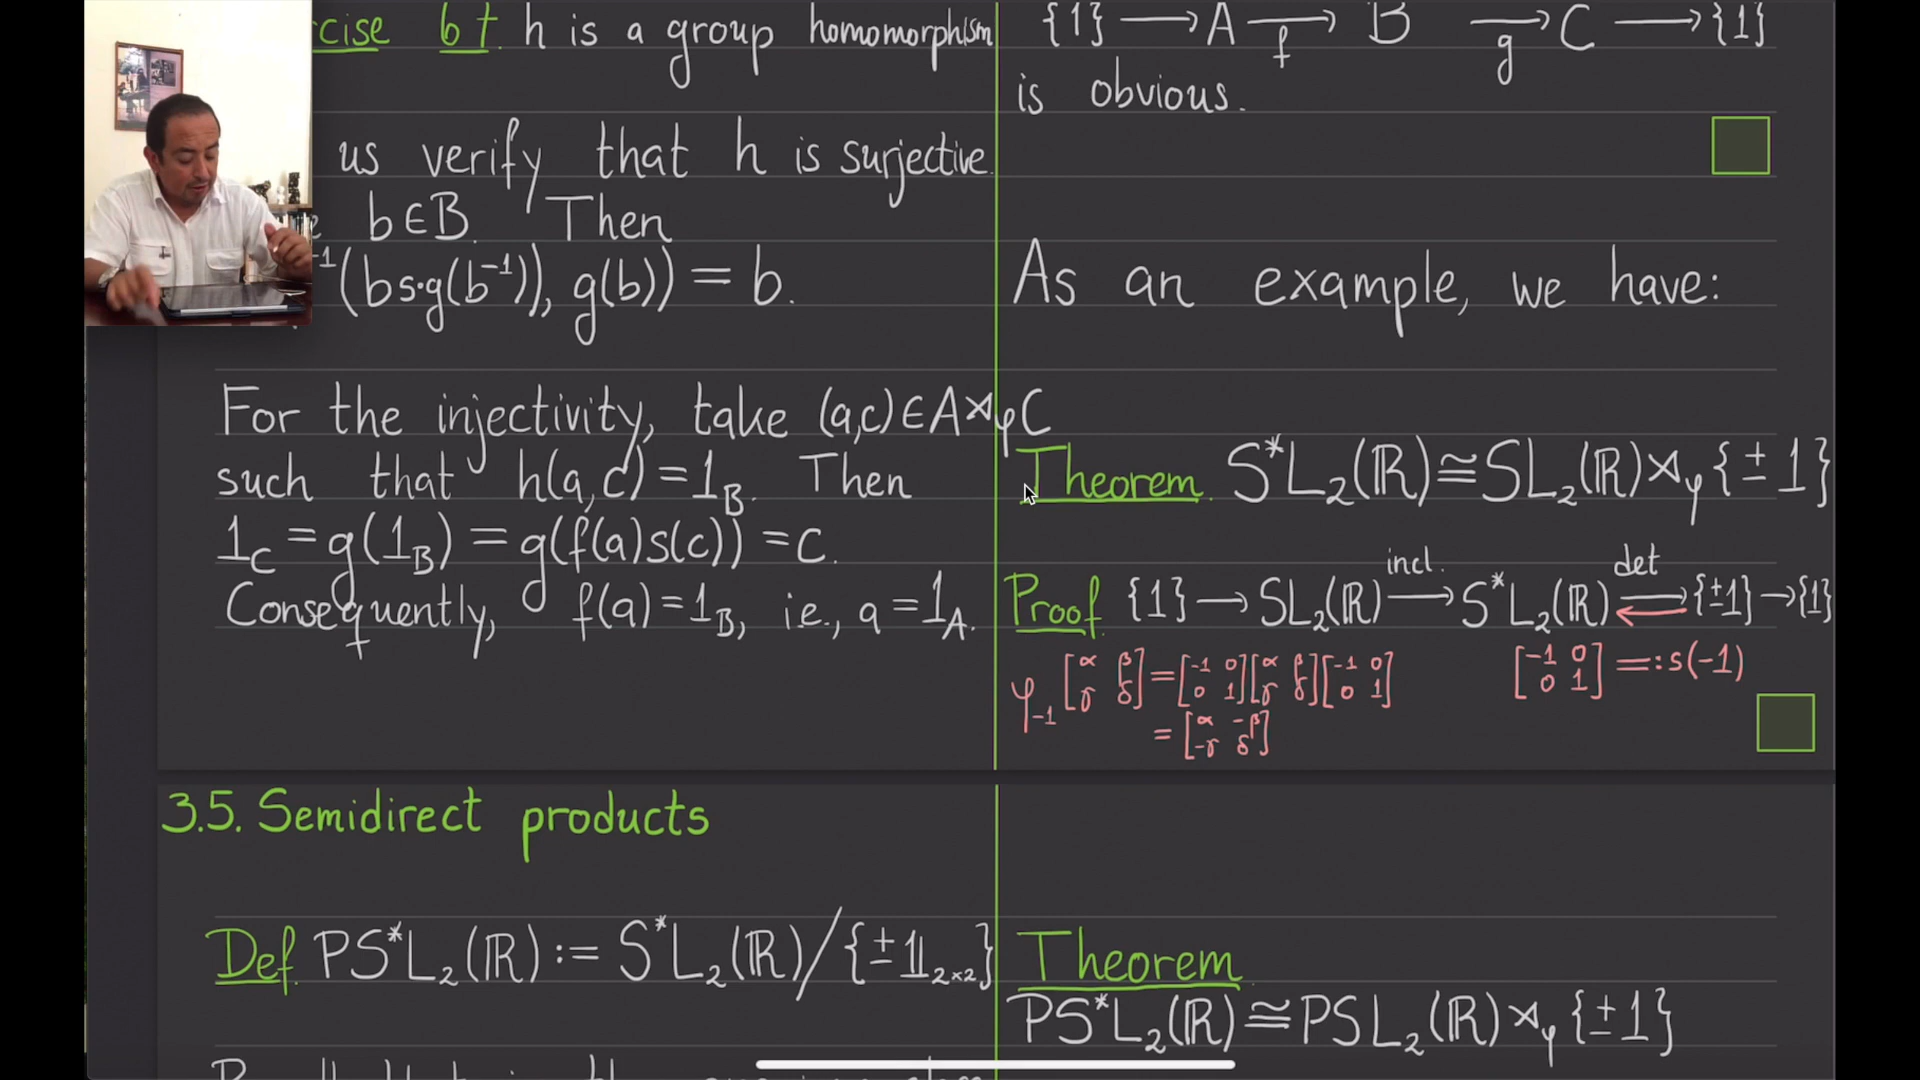 cise 6 † h is a group homomorphism
us verify that h is surjective.
b∈B. Then
⁻¹(bs∘g(b⁻¹)), g(b)) = b.
For the injectivity, take (a,c)∈A⋊φC
such that h(a,c)=1_B. Then
1_C = g(1_B) = g(f(a)s(c)) = c.
Consequently, f(a)=1_B, i.e., a=1_A.
{1} ⟶ A ⟶f B ⟶g C ⟶ {1}
is obvious.
As an example, we have:
Theorem. S*L₂(ℝ)≅SL₂(ℝ)⋊φ{±1}
incl. det
Proof. {1} → SL₂(ℝ) ⟶ S*L₂(ℝ) ⇄ {±1} → {1}
φ₋₁ [α β; γ δ] = [-1 0; 0 1][α β; γ δ][-1 0; 0 1] [-1 0; 0 1] =: s(-1)
= [α -β; -γ δ]
3.5. Semidirect products
Def. PS*L₂(ℝ) := S*L₂(ℝ)/{±𝟙₂ₓ₂}
Theorem.
PS*L₂(ℝ)≅PSL₂(ℝ)⋊φ{±1}